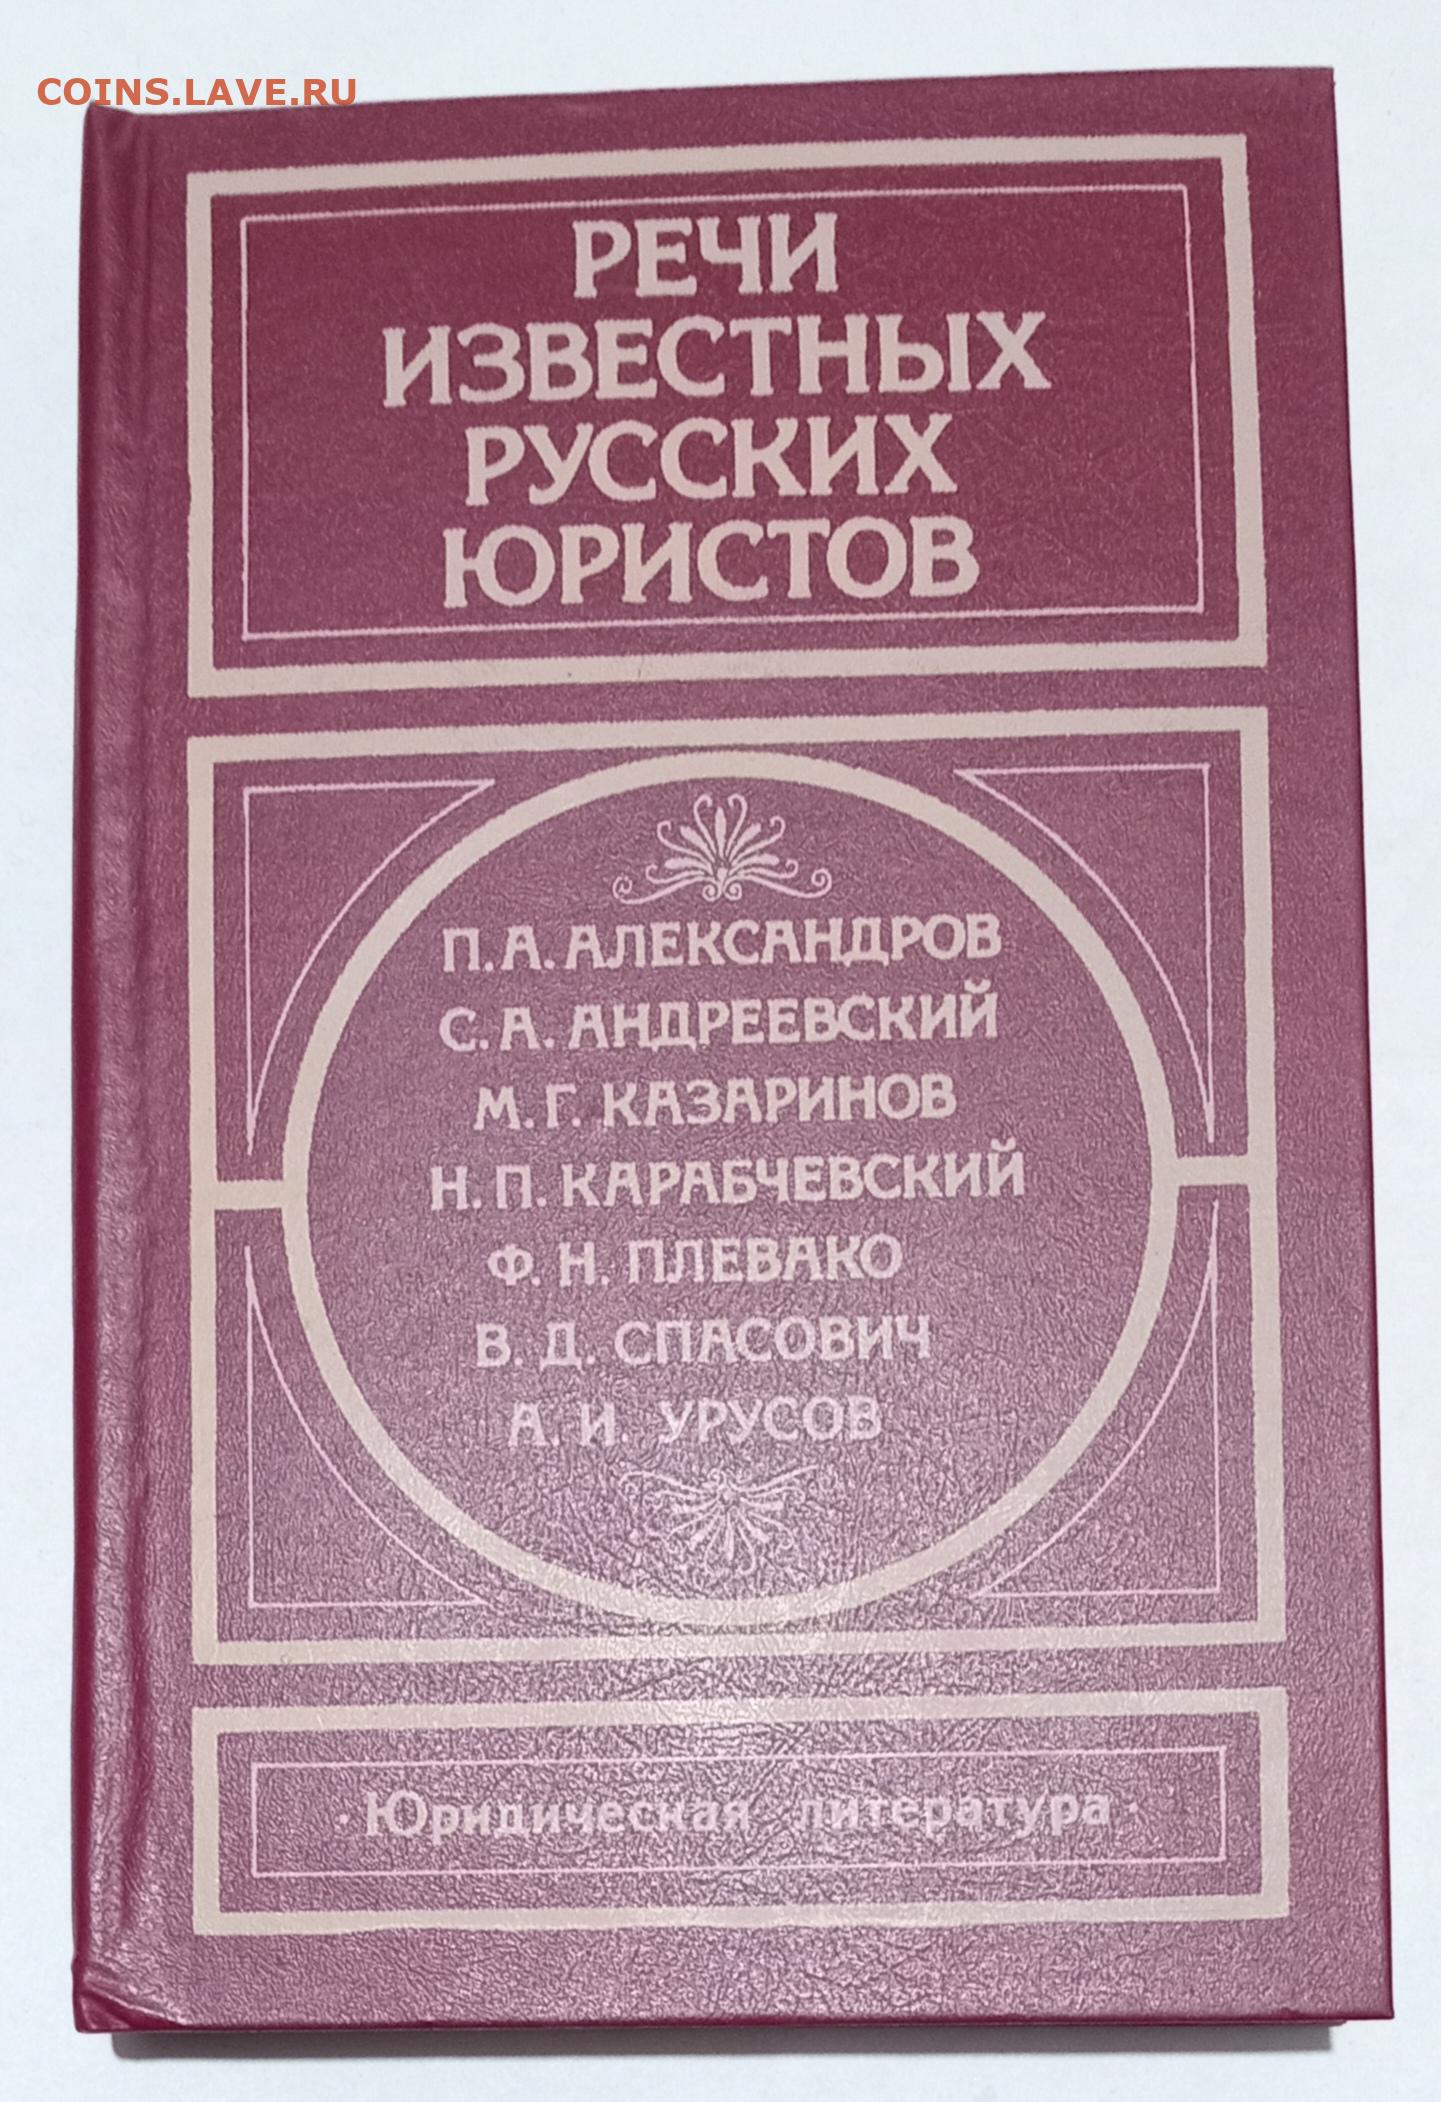 COINS.LAVE.RU
РЕЧИ
ИЗВЕСТНЫХ
РУССКИХ
ЮРИСТОВ
П. А. АЛЕКСАНДРОВ
С. А. АНДРЕЕВСКИЙ
М. Г. КАЗАРИНОВ
Н. П. КАРАБЧЕВСКИЙ
Ф. Н. ПЛЕВАКО
В. Д. СПАСОВИЧ
А. И. УРУСОВ
· Юридическая литература ·